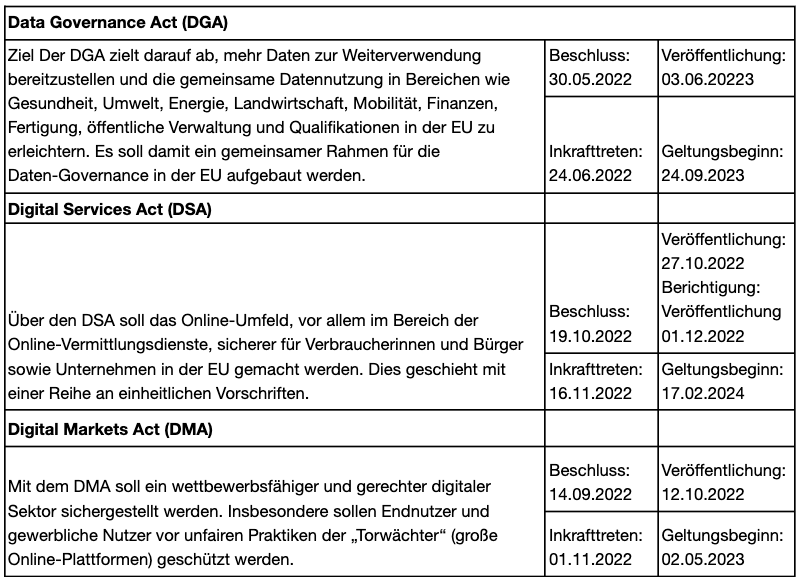 Data Governance Act (DGA)
Ziel Der DGA zielt darauf ab, mehr Daten zur Weiterverwendung
bereitzustellen und die gemeinsame Datennutzung in Bereichen wie
Gesundheit, Umwelt, Energie, Landwirtschaft, Mobilität, Finanzen,
Fertigung, öffentliche Verwaltung und Qualifikationen in der EU zu
erleichtern. Es soll damit ein gemeinsamer Rahmen für die
Daten-Governance in der EU aufgebaut werden.
Beschluss:
30.05.2022
Veröffentlichung:
03.06.20223
Inkrafttreten:
24.06.2022
Geltungsbeginn:
24.09.2023
Digital Services Act (DSA)
Über den DSA soll das Online-Umfeld, vor allem im Bereich der
Online-Vermittlungsdienste, sicherer für Verbraucherinnen und Bürger
sowie Unternehmen in der EU gemacht werden. Dies geschieht mit
einer Reihe an einheitlichen Vorschriften.
Beschluss:
19.10.2022
Veröffentlichung:
27.10.2022
Berichtigung:
Veröffentlichung
01.12.2022
Inkrafttreten:
16.11.2022
Geltungsbeginn:
17.02.2024
Digital Markets Act (DMA)
Mit dem DMA soll ein wettbewerbsfähiger und gerechter digitaler
Sektor sichergestellt werden. Insbesondere sollen Endnutzer und
gewerbliche Nutzer vor unfairen Praktiken der „Torwächter“ (große
Online-Plattformen) geschützt werden.
Beschluss:
14.09.2022
Veröffentlichung:
12.10.2022
Inkrafttreten:
01.11.2022
Geltungsbeginn:
02.05.2023